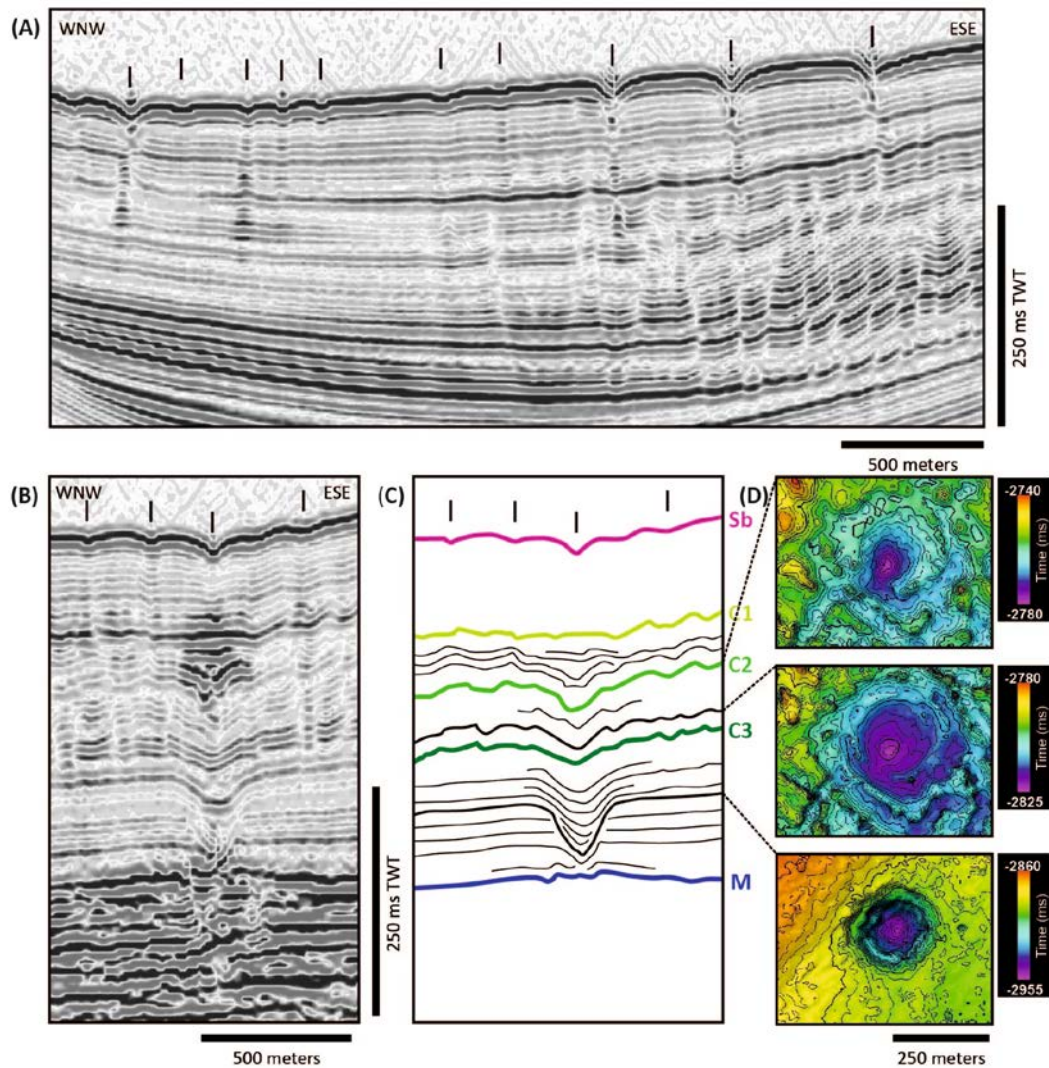 (A)
WNW
ESE
250 ms TWT
500 meters
(B)
WNW
ESE
250 ms TWT
500 meters
(C)
Sb
C1
C2
C3
M
(D)
-2740
Time (ms)
-2780
-2780
Time (ms)
-2825
-2860
Time (ms)
-2955
250 meters